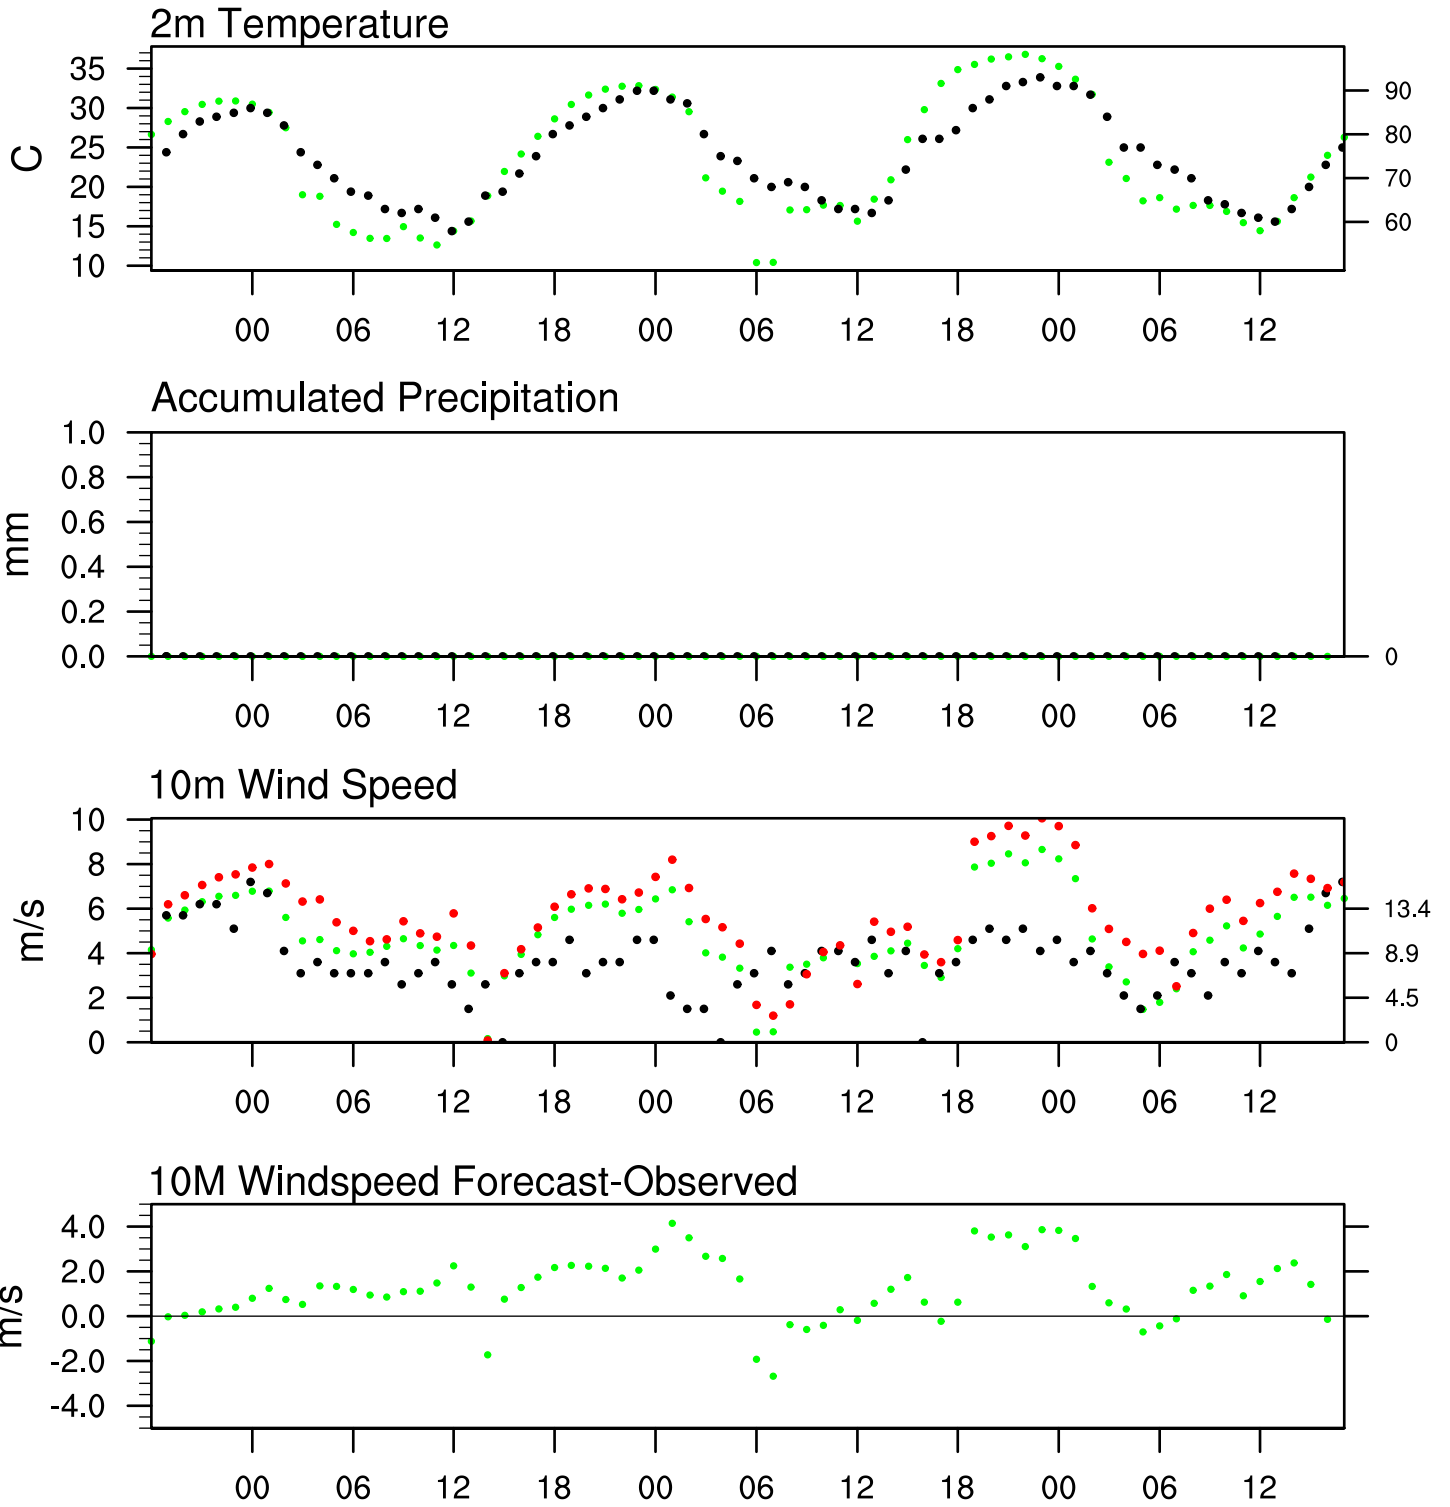 2m Temperature
35
30
25
20
15
10
C
90
80
70
60
00 06 12 18 00 06 12 18 00 06 12
Accumulated Precipitation
1.0
0.8
0.6
0.4
0.2
0.0
mm
0
00 06 12 18 00 06 12 18 00 06 12
10m Wind Speed
10
8
6
4
2
0
m/s
13.4
8.9
4.5
0
00 06 12 18 00 06 12 18 00 06 12
10M Windspeed Forecast-Observed
4.0
2.0
0.0
-2.0
-4.0
m/s
00 06 12 18 00 06 12 18 00 06 12